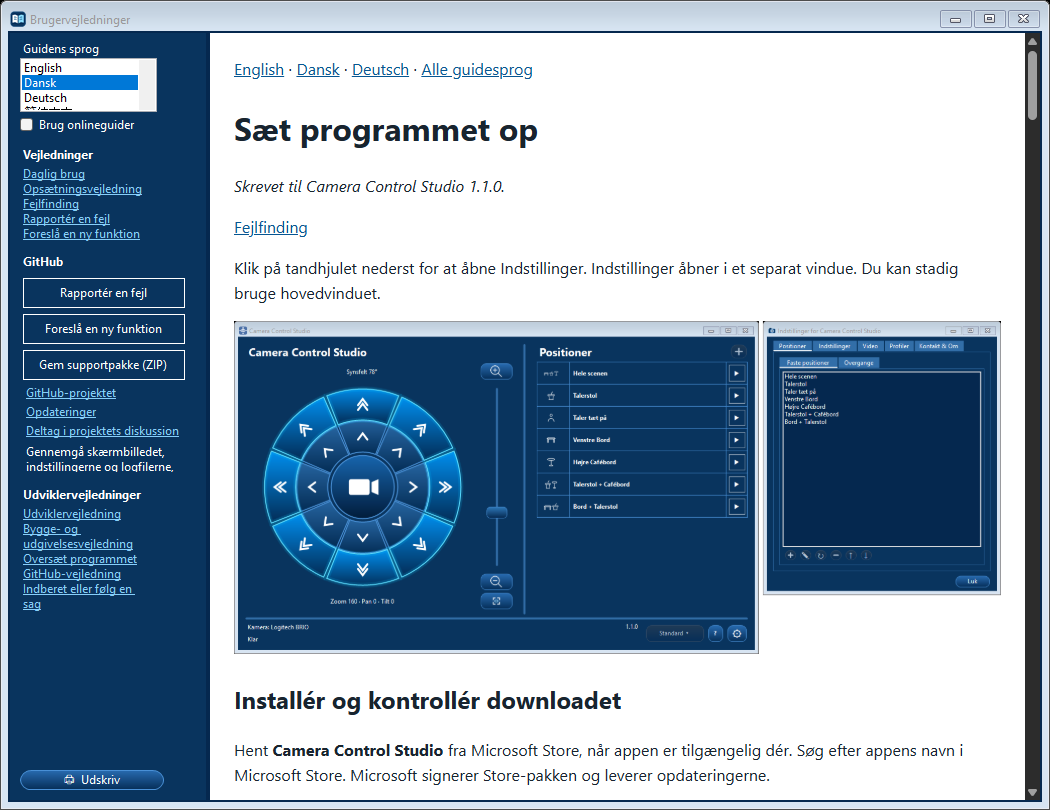 Brugervejledninger
Guidens sprog
English
Dansk
Deutsch
Brug onlineguider
Vejledninger
Daglig brug
Opsætningsvejledning
Fejlfinding
Rapportér en fejl
Foreslå en ny funktion
GitHub
Rapportér en fejl
Foreslå en ny funktion
Gem supportpakke (ZIP)
GitHub-projektet
Opdateringer
Deltag i projektets diskussion
Gennemgå skærmbilledet,
indstillingerne og logfilerne,
Udviklervejledninger
Udviklervejledning
Bygge- og
udgivelsesvejledning
Oversæt programmet
GitHub-vejledning
Indberet eller følg en
sag
Udskriv
English · Dansk · Deutsch · Alle guidesprog
Sæt programmet op
Skrevet til Camera Control Studio 1.1.0.
Fejlfinding
Klik på tandhjulet nederst for at åbne Indstillinger. Indstillinger åbner i et separat vindue. Du kan stadig
bruge hovedvinduet.
Camera Control Studio
Camera Control Studio
Synsfelt 78°
Zoom 160 · Pan 0 · Tilt 0
Positioner
Hele scenen
Talerstol
Taler tæt på
Venstre Bord
Højre Cafébord
Talerstol + Cafébord
Bord + Talerstol
Kamera: Logitech BRIO
Klar
1.1.0
Standard
?
Indstillinger for Camera Control Studio
Positioner Indstillinger Video Profiler Kontakt & Om
Faste positioner Overgange
Hele scenen
Talerstol
Taler tæt på
Venstre Bord
Højre Cafébord
Talerstol + Cafébord
Bord + Talerstol
Luk
Installér og kontrollér downloadet
Hent Camera Control Studio fra Microsoft Store, når appen er tilgængelig dér. Søg efter appens navn i
Microsoft Store. Microsoft signerer Store-pakken og leverer opdateringerne.